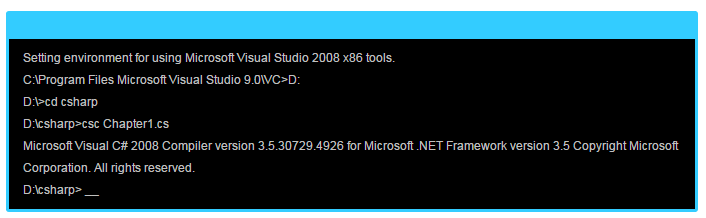 Setting environment for using Microsoft Visual Studio 2008 x86 tools.
C:\Program Files Microsoft Visual Studio 9.0\VC>D:
D:\>cd csharp
D:\csharp>csc Chapter1.cs
Microsoft Visual C# 2008 Compiler version 3.5.30729.4926 for Microsoft .NET Framework version 3.5 Copyright Microsoft
Corporation. All rights reserved.
D:\csharp> __